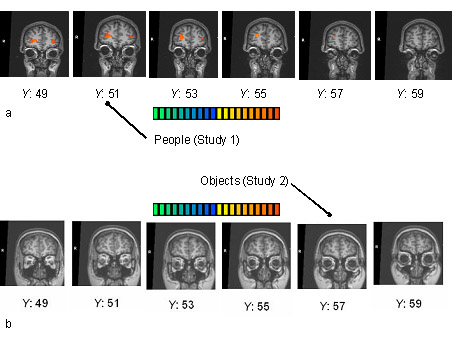 R R R R R R
Y: 49 Y: 51 Y: 53 Y: 55 Y: 57 Y: 59
a
People (Study 1)
Objects (Study 2)
R R R R R R
Y: 49 Y: 51 Y: 53 Y: 55 Y: 57 Y: 59
b